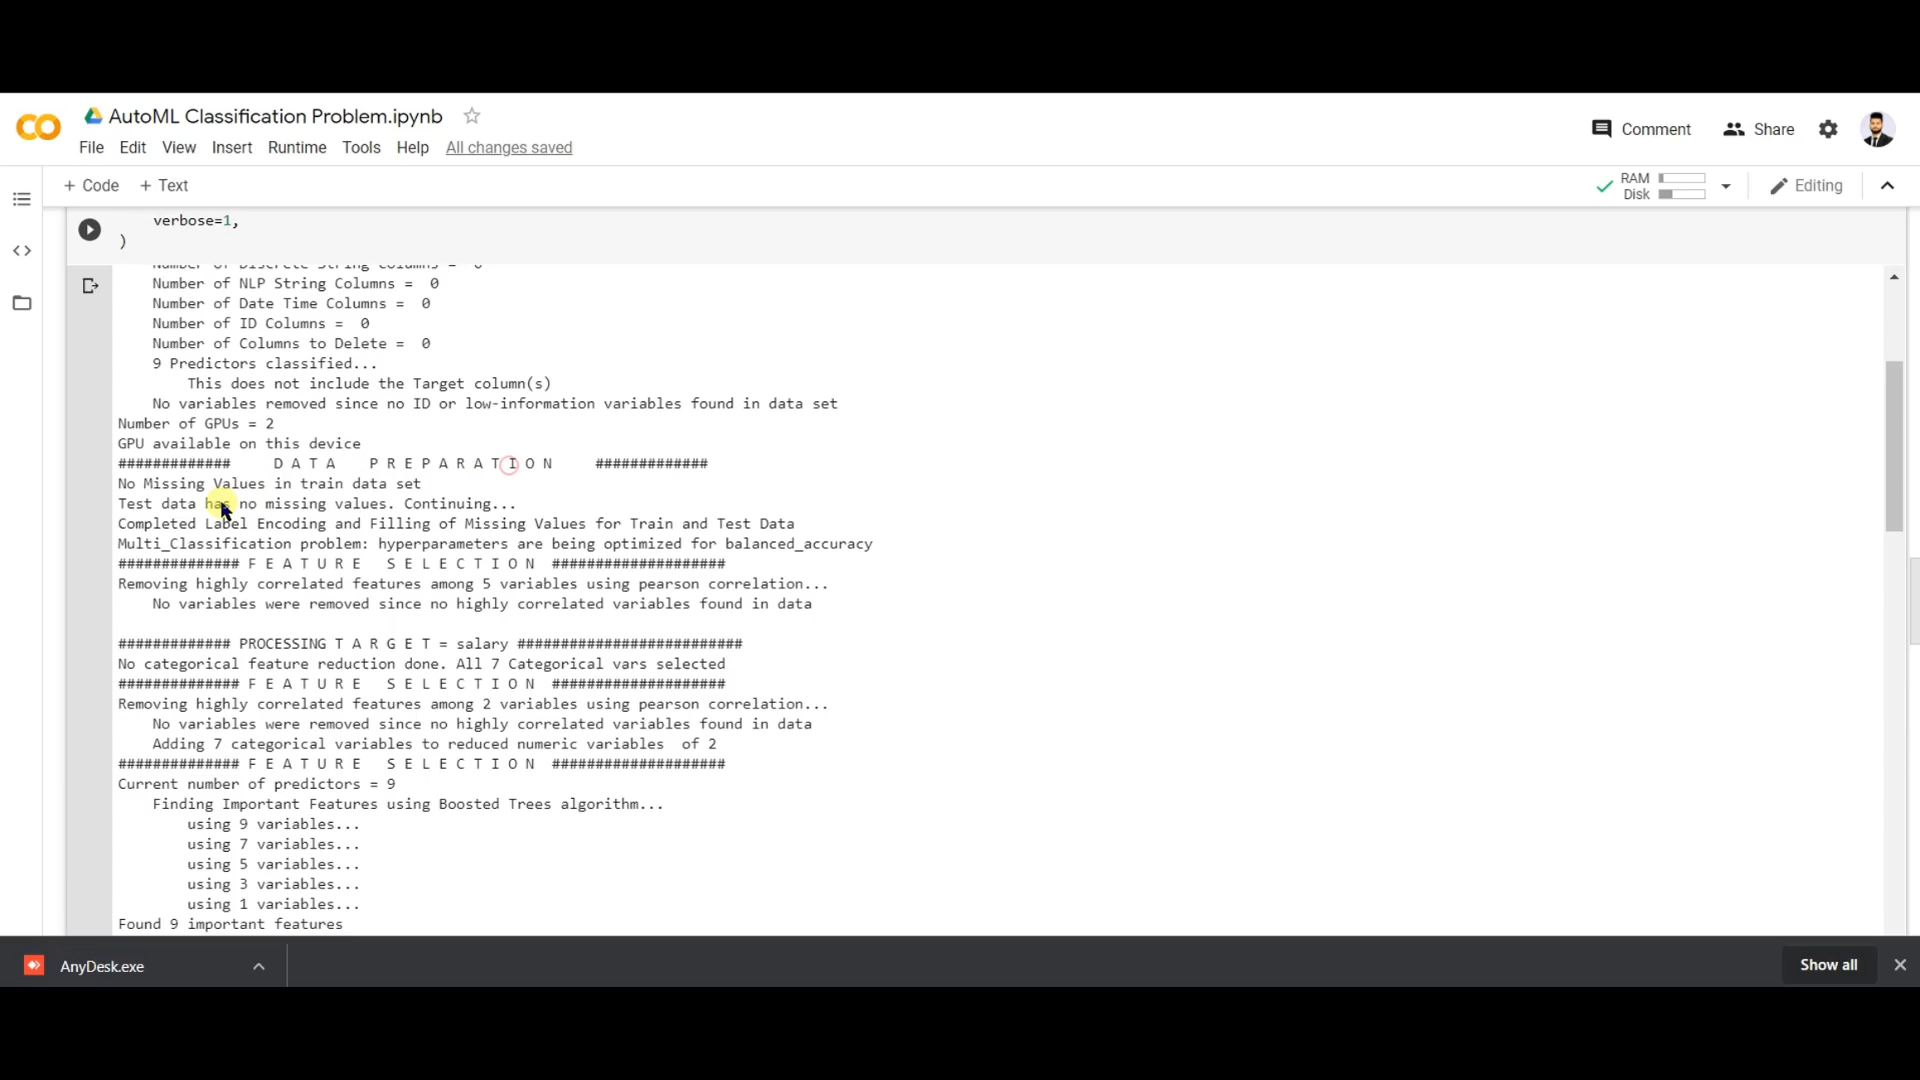 AutoML Classification Problem.ipynb
File Edit View Insert Runtime Tools Help All changes saved
Comment Share
+ Code + Text
RAM
Disk
Editing
verbose=1,
)
Number of Discrete String Columns = 0
Number of NLP String Columns = 0
Number of Date Time Columns = 0
Number of ID Columns = 0
Number of Columns to Delete = 0
9 Predictors classified...
This does not include the Target column(s)
No variables removed since no ID or low-information variables found in data set
Number of GPUs = 2
GPU available on this device
############# D A T A P R E P A R A T I O N #############
No Missing Values in train data set
Test data has no missing values. Continuing...
Completed Label Encoding and Filling of Missing Values for Train and Test Data
Multi_Classification problem: hyperparameters are being optimized for balanced_accuracy
############## F E A T U R E S E L E C T I O N ####################
Removing highly correlated features among 5 variables using pearson correlation...
No variables were removed since no highly correlated variables found in data
############# PROCESSING T A R G E T = salary ##########################
No categorical feature reduction done. All 7 Categorical vars selected
############## F E A T U R E S E L E C T I O N ####################
Removing highly correlated features among 2 variables using pearson correlation...
No variables were removed since no highly correlated variables found in data
Adding 7 categorical variables to reduced numeric variables of 2
############## F E A T U R E S E L E C T I O N ####################
Current number of predictors = 9
Finding Important Features using Boosted Trees algorithm...
using 9 variables...
using 7 variables...
using 5 variables...
using 3 variables...
using 1 variables...
Found 9 important features
AnyDesk.exe
Show all